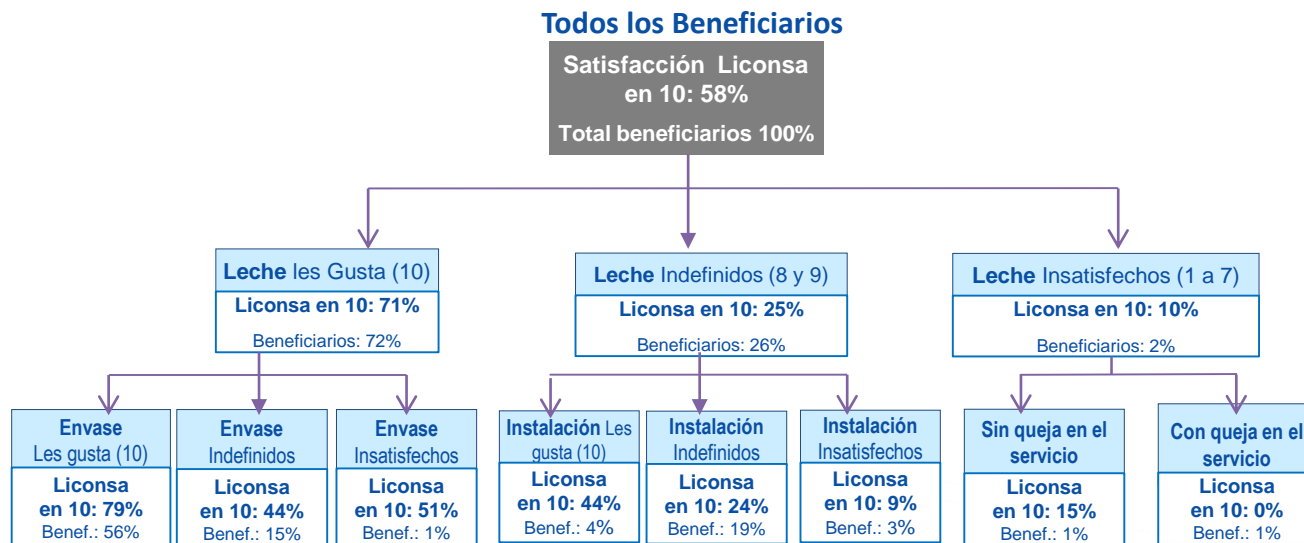 Todos los Beneficiarios
Satisfacción Liconsa
en 10: 58%
Total beneficiarios 100%
Leche les Gusta (10)
Liconsa en 10: 71%
Beneficiarios: 72%
Leche Indefinidos (8 y 9)
Liconsa en 10: 25%
Beneficiarios: 26%
Leche Insatisfechos (1 a 7)
Liconsa en 10: 10%
Beneficiarios: 2%
Envase
Les gusta (10)
Liconsa
en 10: 79%
Benef.: 56%
Envase
Indefinidos
Liconsa
en 10: 44%
Benef.: 15%
Envase
Insatisfechos
Liconsa
en 10: 51%
Benef.: 1%
Instalación Les
gusta (10)
Liconsa
en 10: 44%
Benef.: 4%
Instalación
Indefinidos
Liconsa
en 10: 24%
Benef.: 19%
Instalación
Insatisfechos
Liconsa
en 10: 9%
Benef.: 3%
Sin queja en el
servicio
Liconsa
en 10: 15%
Benef.: 1%
Con queja en el
servicio
Liconsa
en 10: 0%
Benef.: 1%